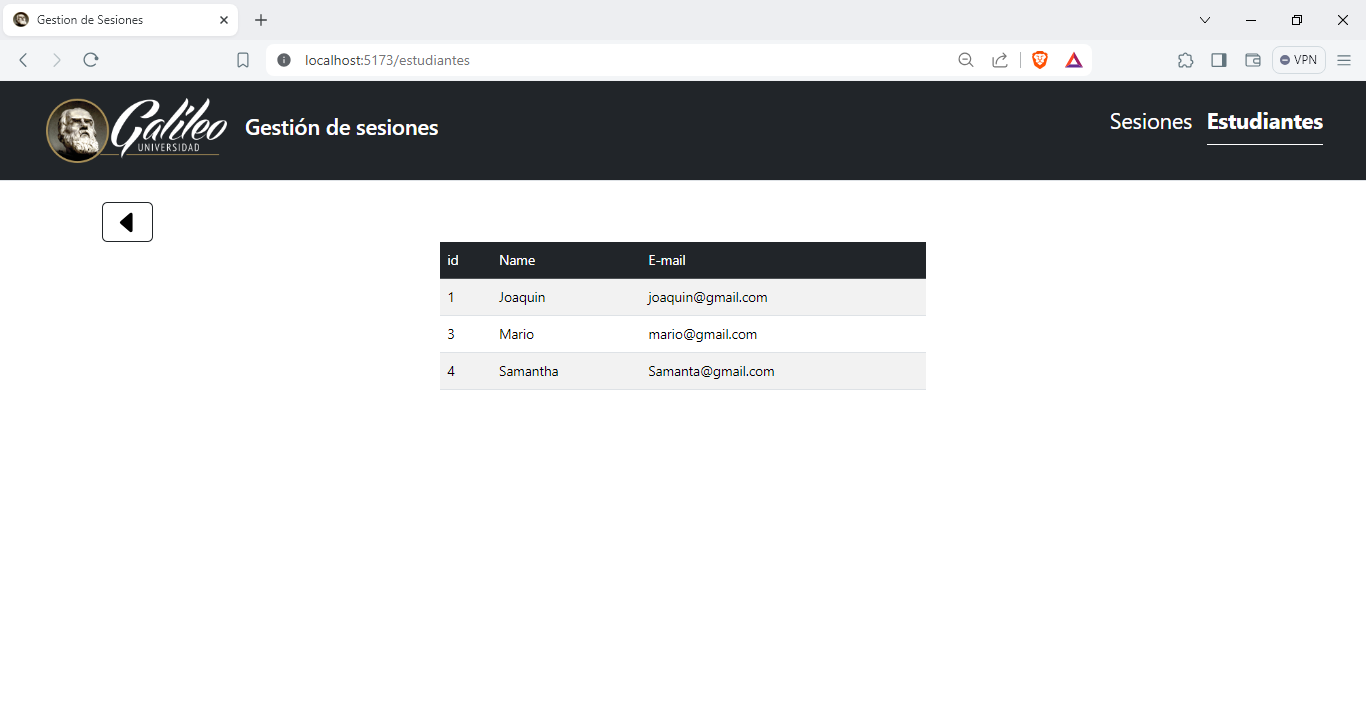 Gestion de Sesiones
localhost:5173/estudiantes
VPN
Galileo
UNIVERSIDAD
Gestión de sesiones
Sesiones Estudiantes
id Name E-mail
1 Joaquin joaquin@gmail.com
3 Mario mario@gmail.com
4 Samantha Samanta@gmail.com